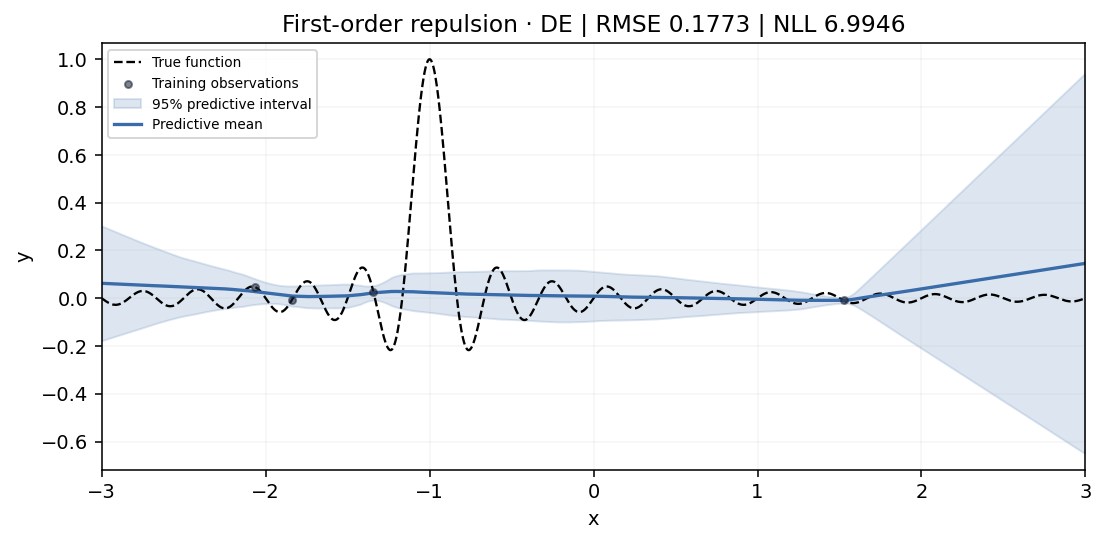 First-order repulsion · DE | RMSE 0.1773 | NLL 6.9946
True function
Training observations
95% predictive interval
Predictive mean
1.0
0.8
0.6
0.4
0.2
0.0
−0.2
−0.4
−0.6
y
−3
−2
−1
0
1
2
3
x